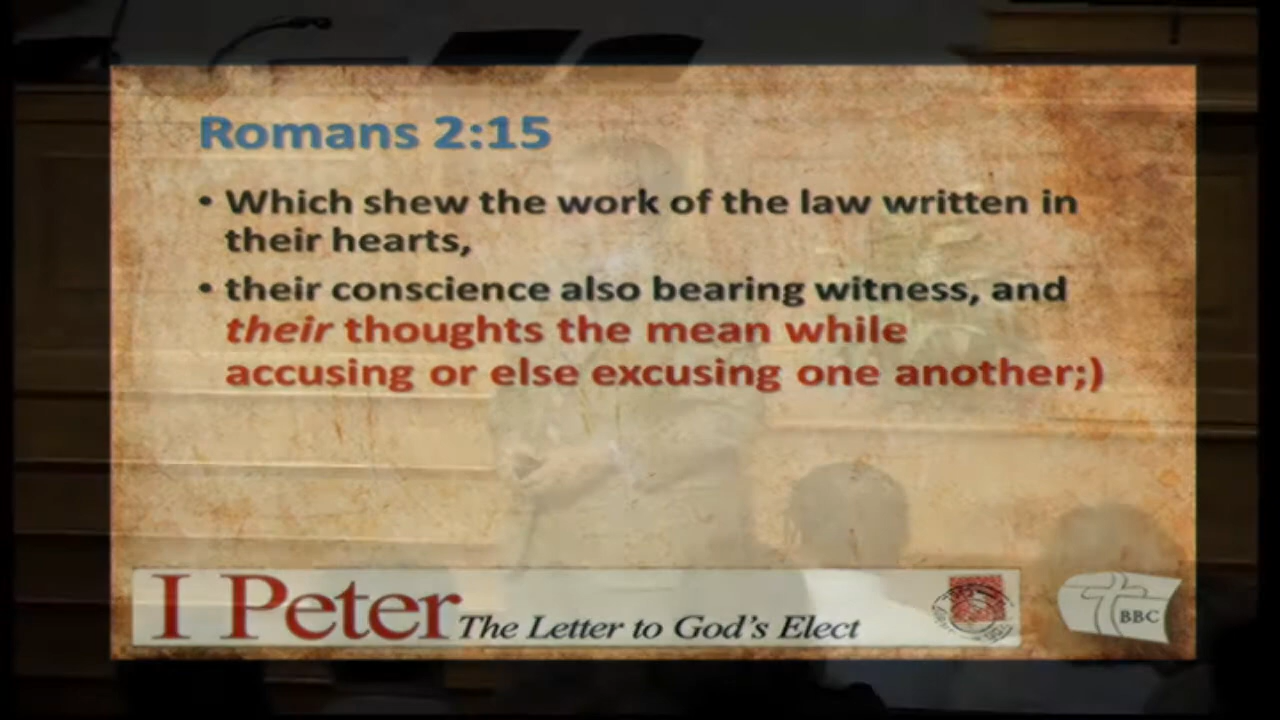 Romans 2:15
• Which shew the work of the law written in
their hearts,
• their conscience also bearing witness, and
their thoughts the mean while
accusing or else excusing one another;)
I Peter The Letter to God's Elect
BBC